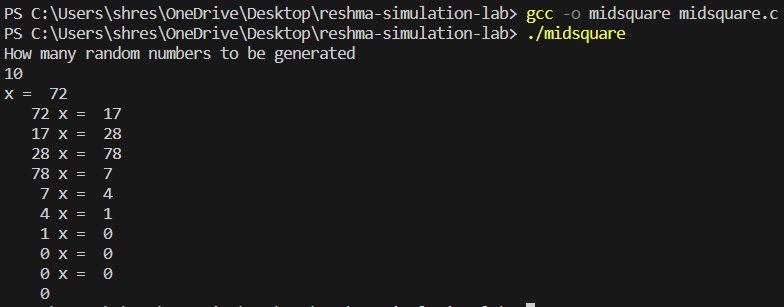 PS C:\Users\shres\OneDrive\Desktop\reshma-simulation-lab> gcc -o midsquare midsquare.c
PS C:\Users\shres\OneDrive\Desktop\reshma-simulation-lab> ./midsquare
How many random numbers to be generated
10
x =  72
   72 x =  17
   17 x =  28
   28 x =  78
   78 x =  7
    7 x =  4
    4 x =  1
    1 x =  0
    0 x =  0
    0 x =  0
    0